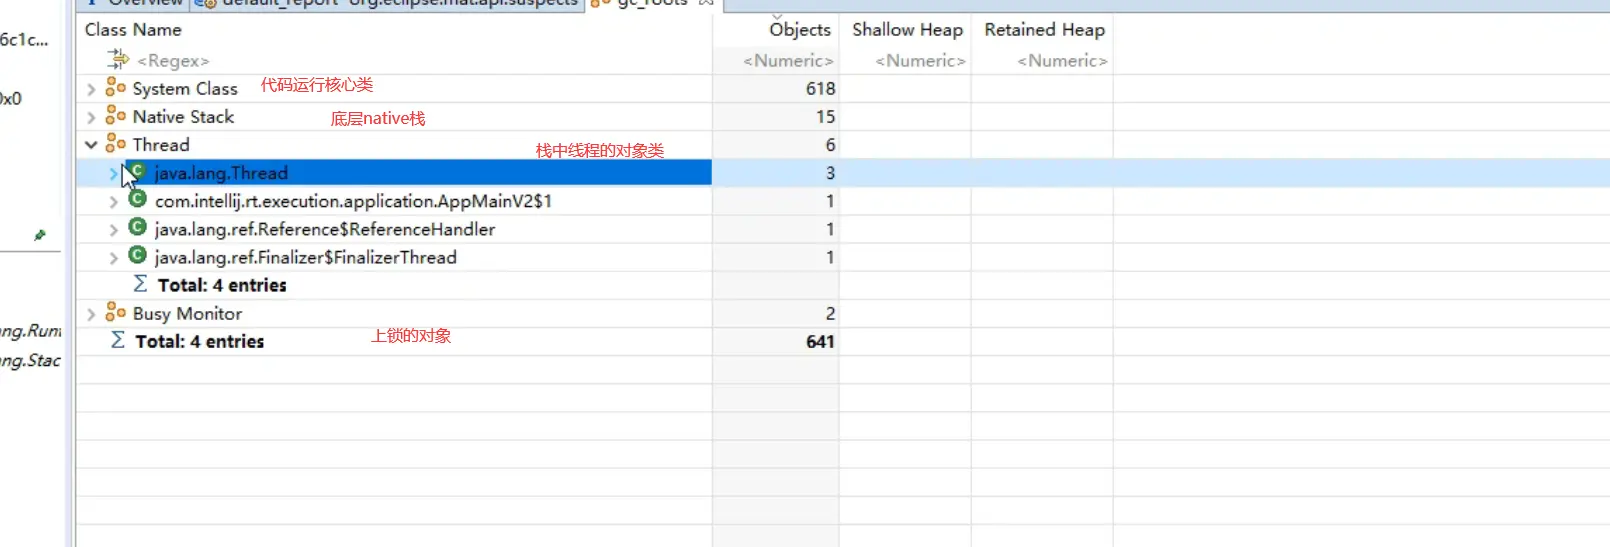 Overview default_report org.eclipse.mat.api.suspects gc_roots
6c1c...
Class Name Objects Shallow Heap Retained Heap
<Regex> <Numeric> <Numeric> <Numeric>
0x0
System Class 代码运行核心类 618
Native Stack 底层native栈 15
Thread 6
栈中线程的对象类
java.lang.Thread 3
com.intellij.rt.execution.application.AppMainV2$1 1
java.lang.ref.Reference$ReferenceHandler 1
java.lang.ref.Finalizer$FinalizerThread 1
Total: 4 entries
Busy Monitor 2
ang.Runt
上锁的对象
Total: 4 entries 641
ang.Stac